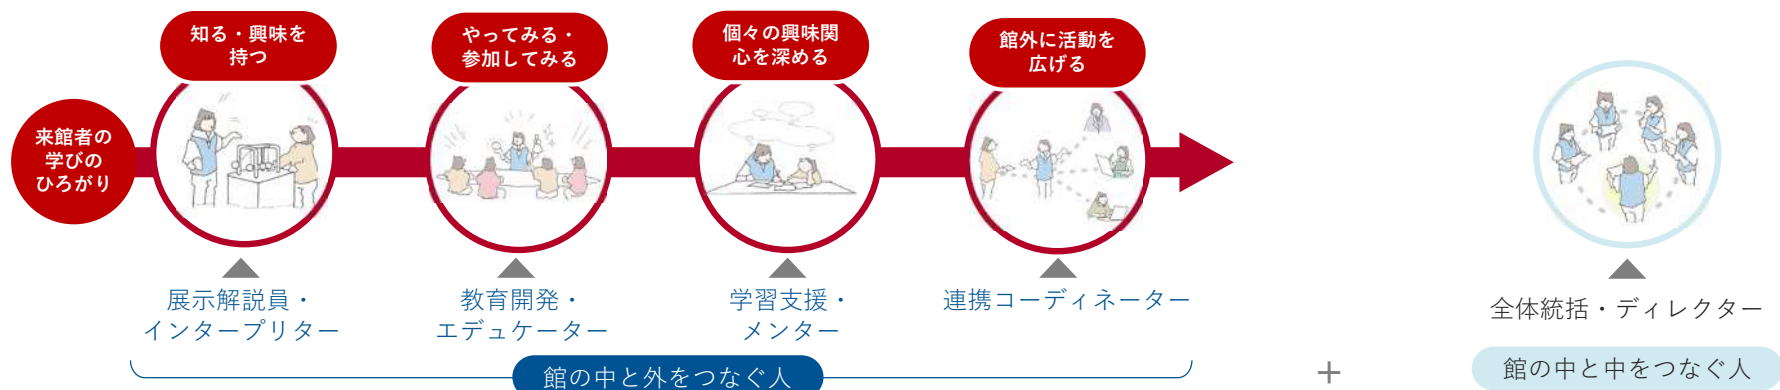 知る・興味を
持つ
やってみる・
参加してみる
個々の興味関
心を深める
館外に活動を
広げる
来館者の
学びの
ひろがり
展示解説員・
インタープリター
教育開発・
エデュケーター
学習支援・
メンター
連携コーディネーター
全体統括・ディレクター
館の中と外をつなぐ人
+
館の中と中をつなぐ人